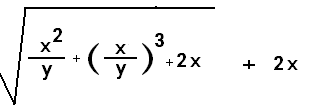 √(x²/y + (x/y)³ + 2x) + 2x